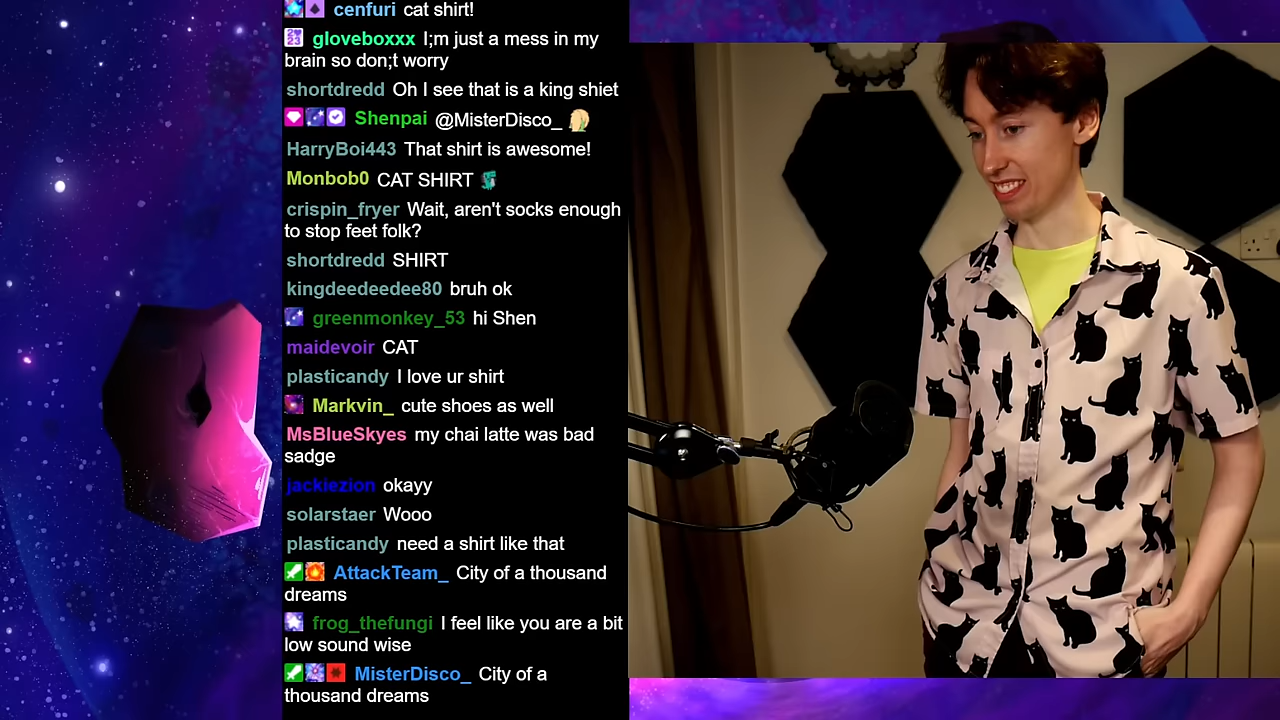 cenfuri cat shirt!
gloveboxxx I;m just a mess in my
brain so don;t worry
shortdredd Oh I see that is a king shiet
Shenpai @MisterDisco_
HarryBoi443 That shirt is awesome!
Monbob0 CAT SHIRT
crispin_fryer Wait, aren't socks enough
to stop feet folk?
shortdredd SHIRT
kingdeedeedee80 bruh ok
greenmonkey_53 hi Shen
maidevoir CAT
plasticandy I love ur shirt
Markvin_ cute shoes as well
MsBlueSkyes my chai latte was bad
sadge
jackiezion okayy
solarstaer Wooo
plasticandy need a shirt like that
AttackTeam_ City of a thousand
dreams
frog_thefungi I feel like you are a bit
low sound wise
MisterDisco_ City of a
thousand dreams